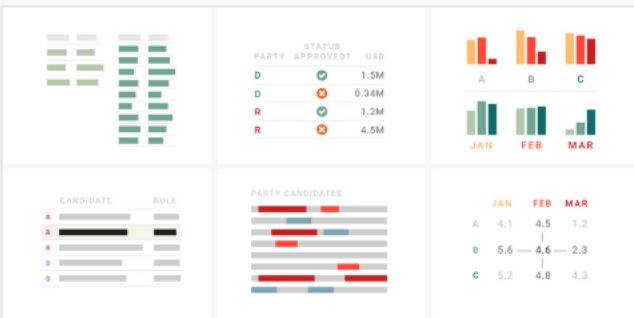 STATUS
PARTY APPROVED? USD
D 1.5M
D 0.34M
R 1.2M
R 4.5M
A B C
JAN FEB MAR
CANDIDATE ROLE
R
R
R
D
D
PARTY CANDIDATES
JAN FEB MAR
A 4.1 4.5 1.2
B 5.6 4.6 2.3
C 5.2 4.8 4.3